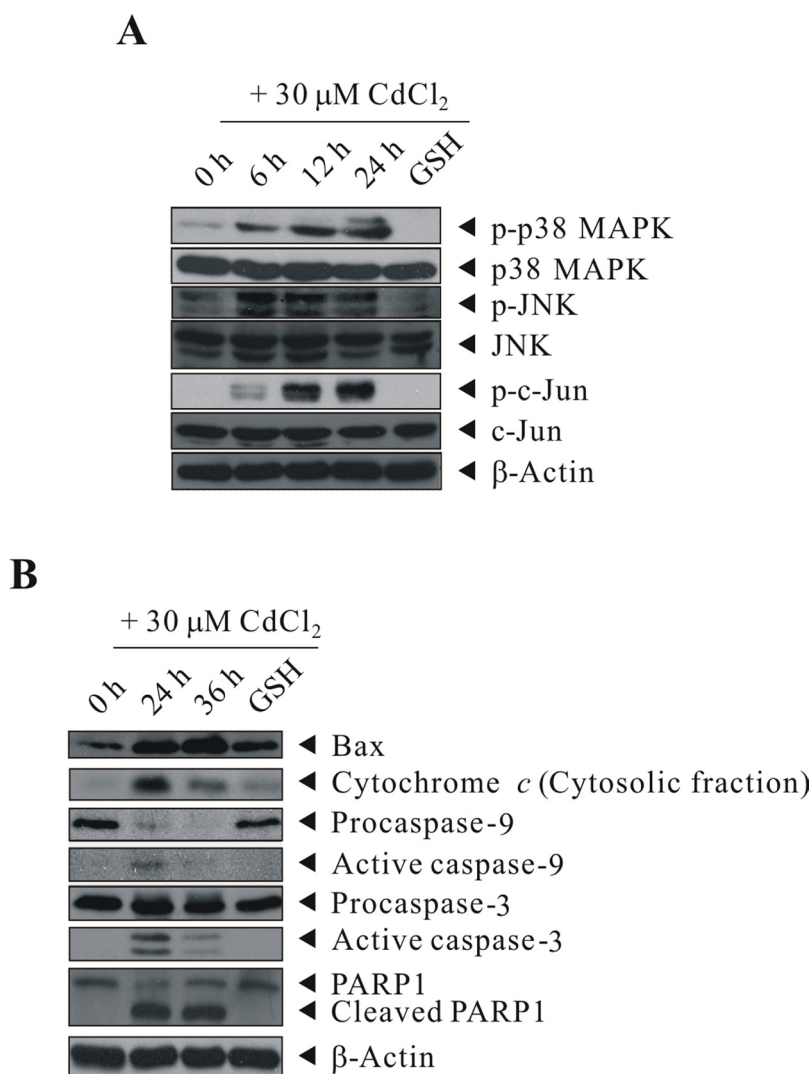 A
+ 30 μM CdCl₂
0 h 6 h 12 h 24 h GSH
◄ p-p38 MAPK
◄ p38 MAPK
◄ p-JNK
◄ JNK
◄ p-c-Jun
◄ c-Jun
◄ β-Actin
B
+ 30 μM CdCl₂
0 h 24 h 36 h GSH
◄ Bax
◄ Cytochrome c (Cytosolic fraction)
◄ Procaspase-9
◄ Active caspase-9
◄ Procaspase-3
◄ Active caspase-3
◄ PARP1
◄ Cleaved PARP1
◄ β-Actin